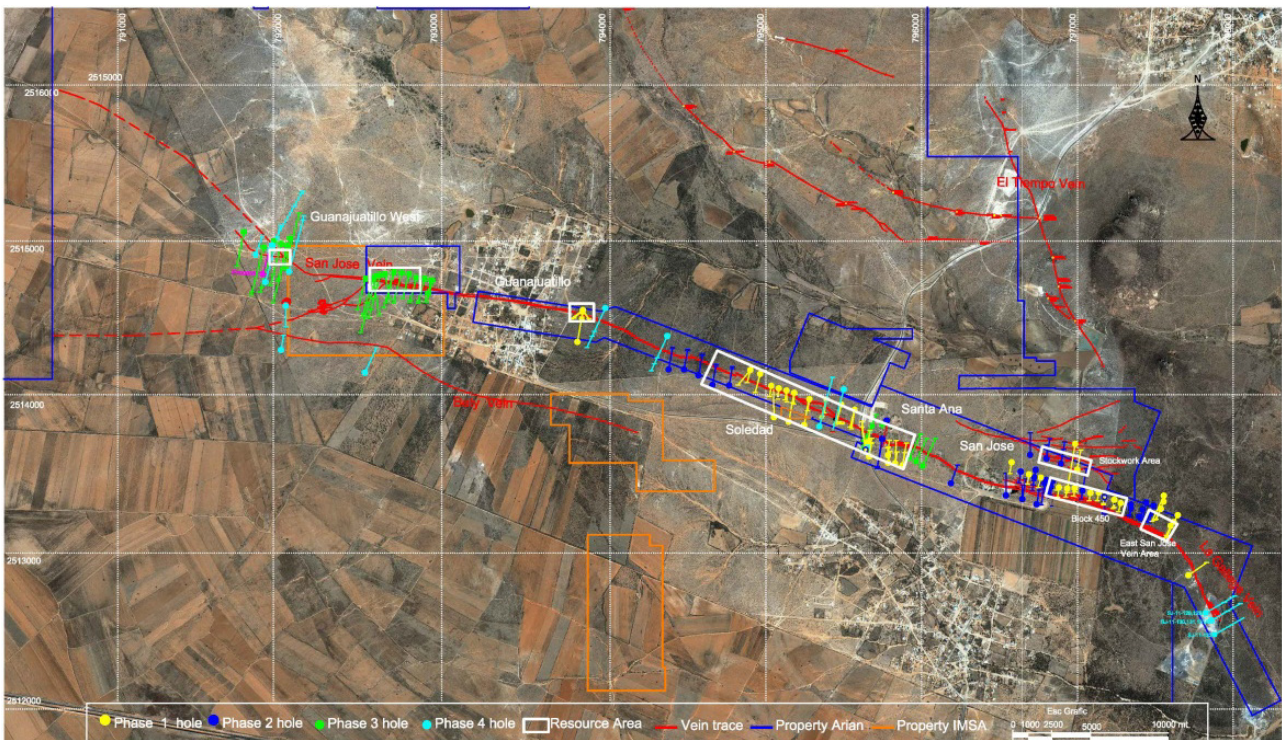 791000
792000
793000
794000
795000
796000
797000
N
2515000
2516000
El Tiempo Vein
Guanajuatillo West
2515000
San Jose Vein
Guanajuatillo
2514000
Santa Ana
Soledad
San Jose
Stockwork Area
Block 450
East San Jose
Vein Area
2513000
2512000
Phase 1 hole
Phase 2 hole
Phase 3 hole
Phase 4 hole
Resource Area
Vein trace
Property Arian
Property IMSA
Esc Grafic
0 1000 2500 5000 10000 mt.